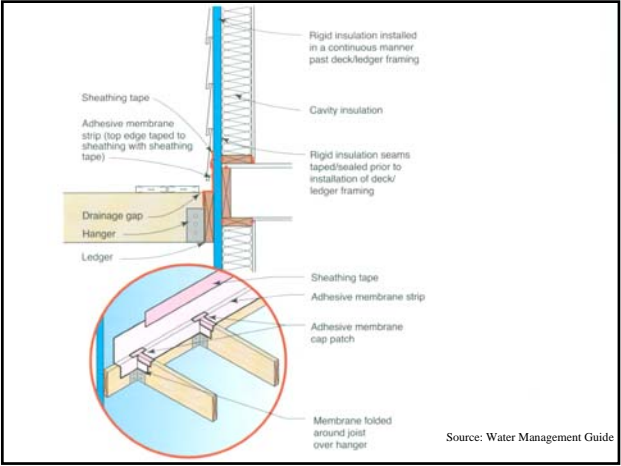 Rigid insulation installed
in a continuous manner
past deck/ledger framing
Sheathing tape
Cavity insulation
Adhesive membrane
strip (top edge taped to
sheathing with sheathing
tape)
Rigid insulation seams
taped/sealed prior to
installation of deck/
ledger framing
Drainage gap
Hanger
Ledger
Sheathing tape
Adhesive membrane strip
Adhesive membrane
cap patch
Membrane folded
around joist
over hanger
Source: Water Management Guide